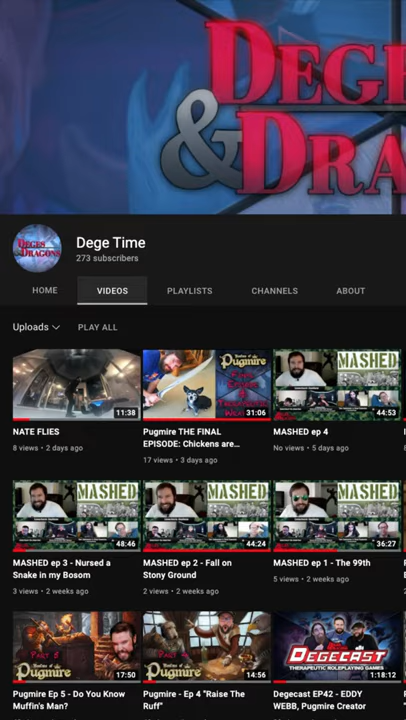 DEGE
& DRA
DEGES
& DRAGONS
Dege Time
273 subscribers
HOME
VIDEOS
PLAYLISTS
CHANNELS
ABOUT
Uploads
PLAY ALL
11:38
Pugmire
FINAL
31:06
MASHED
44:53
NATE FLIES
8 views • 2 days ago
Pugmire THE FINAL
EPISODE: Chickens are...
17 views • 3 days ago
MASHED ep 4
No views • 5 days ago
MASHED
48:46
MASHED
44:24
MASHED
36:27
MASHED ep 3 - Nursed a
Snake in my Bosom
3 views • 2 weeks ago
MASHED ep 2 - Fall on
Stony Ground
2 views • 2 weeks ago
MASHED ep 1 - The 99th
5 views • 2 weeks ago
PART 5
Pugmire
17:50
Pugmire
14:56
DEGECAST
THERAPEUTIC ROLEPLAYING GAMES
1:18:12
Pugmire Ep 5 - Do You Know
Muffin's Man?
Pugmire - Ep 4 "Raise The
Ruff"
Degecast EP42 - EDDY
WEBB, Pugmire Creator